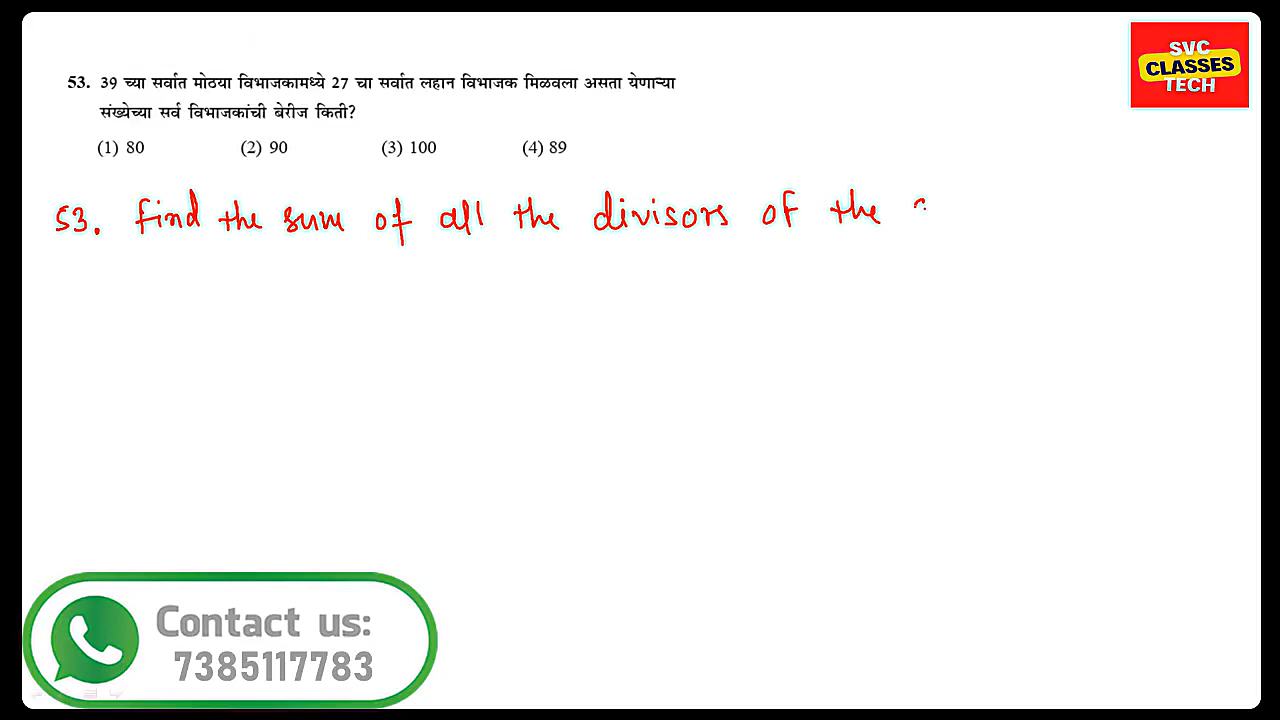 SVC
CLASSES
TECH
53. 39 च्या सर्वात मोठया विभाजकामध्ये 27 चा सर्वात लहान विभाजक मिळवला असता येणाऱ्या
संख्येच्या सर्व विभाजकांची बेरीज किती?
(1) 80 (2) 90 (3) 100 (4) 89
53. Find the sum of all the divisors of the
Contact us:
7385117783